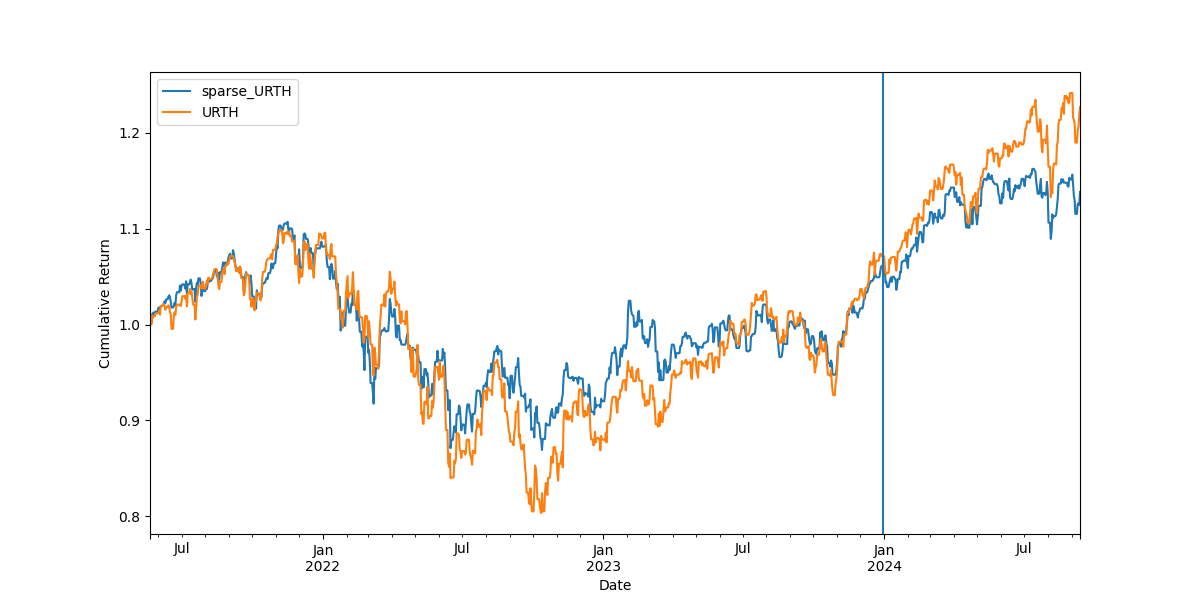 sparse_URTH
URTH
Cumulative Return
1.2
1.1
1.0
0.9
0.8
Jul
Jan
2022
Jul
Jan
2023
Jul
Jan
2024
Jul
Date